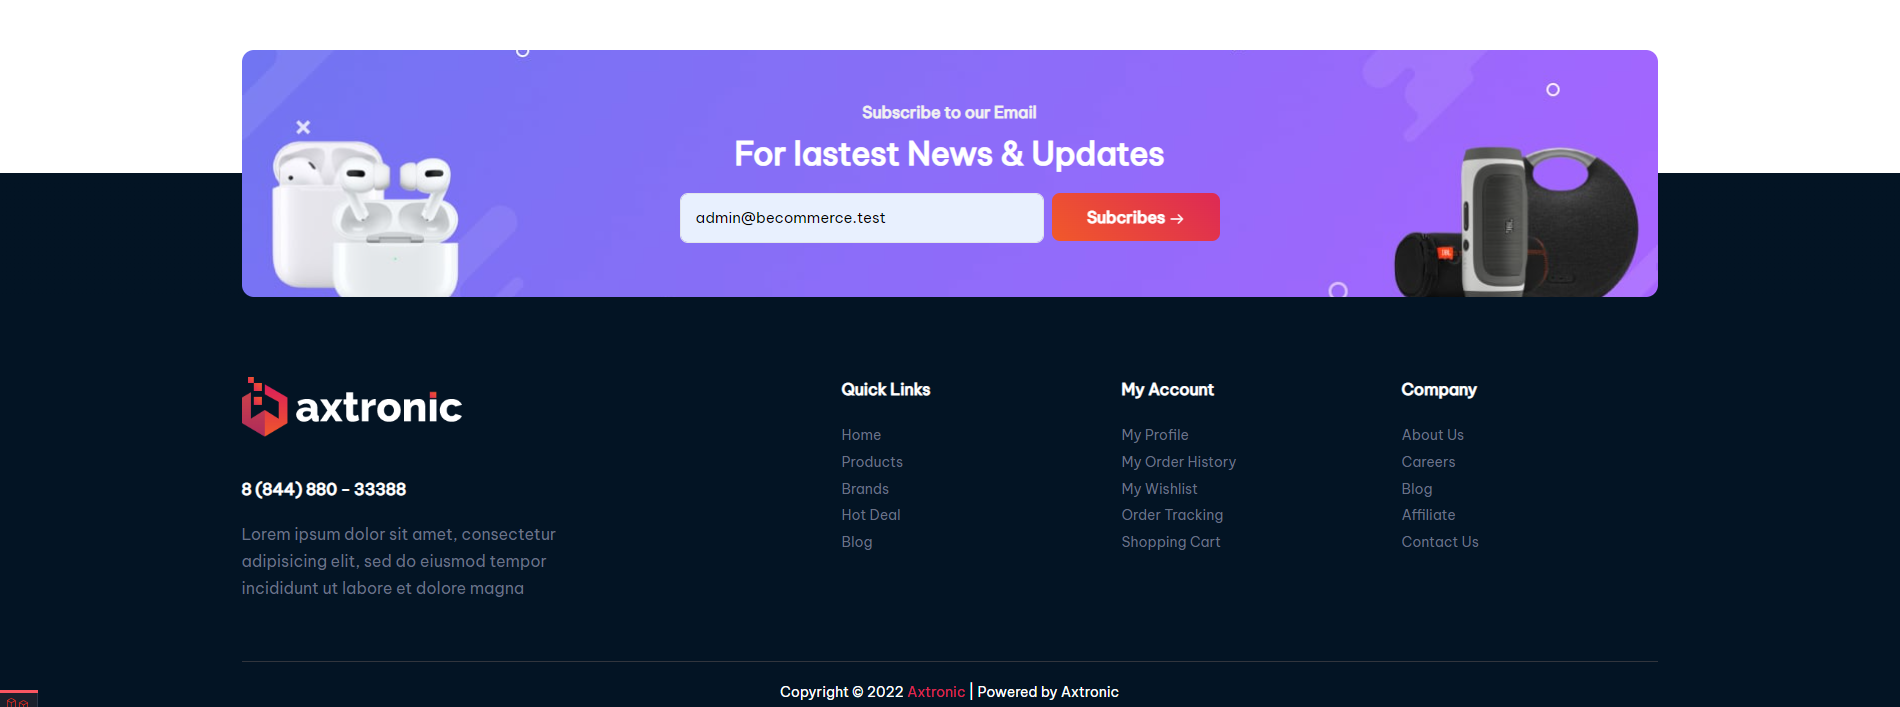 Subscribe to our Email
For lastest News & Updates
admin@becommerce.test
Subcribes →
JBL
JBL
axtronic
8 (844) 880 - 33388
Lorem ipsum dolor sit amet, consectetur
adipisicing elit, sed do eiusmod tempor
incididunt ut labore et dolore magna
Quick Links
Home
Products
Brands
Hot Deal
Blog
My Account
My Profile
My Order History
My Wishlist
Order Tracking
Shopping Cart
Company
About Us
Careers
Blog
Affiliate
Contact Us
Copyright © 2022 Axtronic | Powered by Axtronic